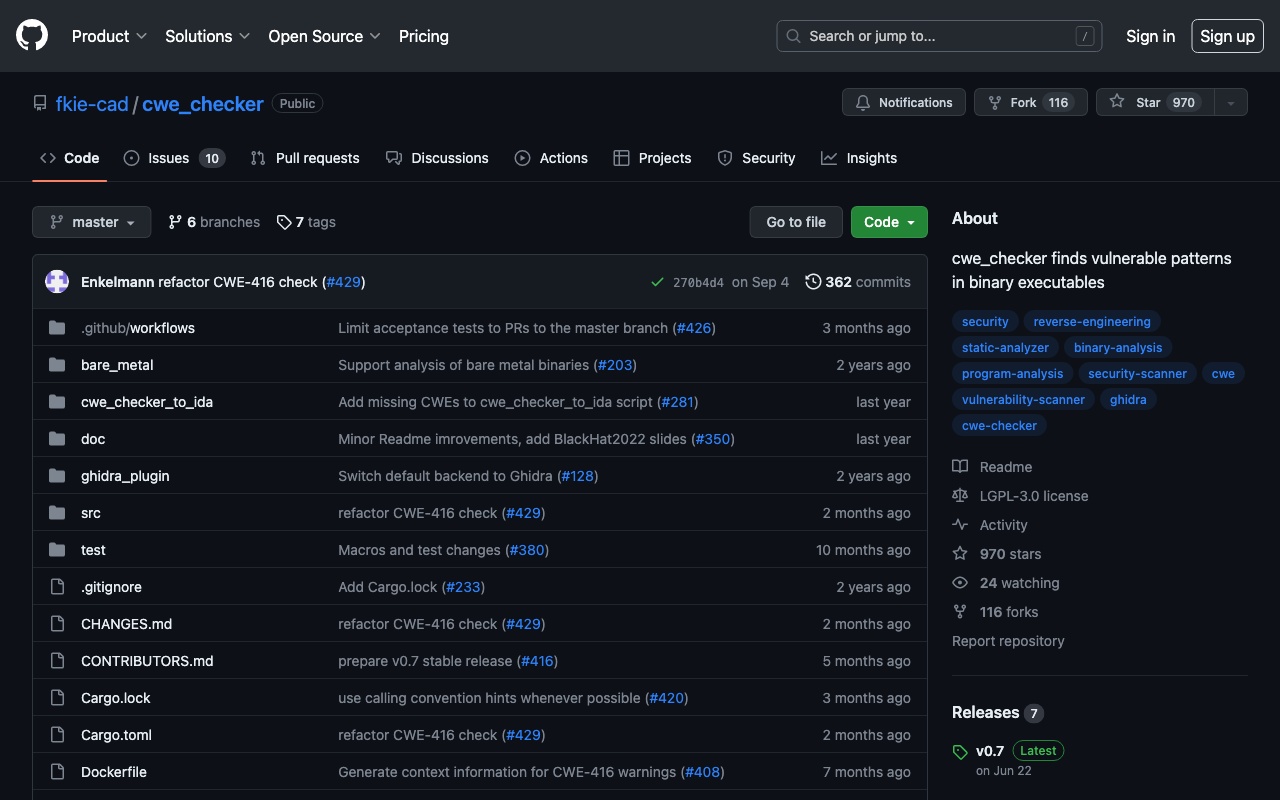 Product Solutions Open Source Pricing Search or jump to... / Sign in Sign up
fkie-cad / cwe_checker Public Notifications Fork 116 Star 970
Code Issues 10 Pull requests Discussions Actions Projects Security Insights
master 6 branches 7 tags Go to file Code
Enkelmann refactor CWE-416 check (#429) 270b4d4 on Sep 4 362 commits
.github/workflows Limit acceptance tests to PRs to the master branch (#426) 3 months ago
bare_metal Support analysis of bare metal binaries (#203) 2 years ago
cwe_checker_to_ida Add missing CWEs to cwe_checker_to_ida script (#281) last year
doc Minor Readme imrovements, add BlackHat2022 slides (#350) last year
ghidra_plugin Switch default backend to Ghidra (#128) 2 years ago
src refactor CWE-416 check (#429) 2 months ago
test Macros and test changes (#380) 10 months ago
.gitignore Add Cargo.lock (#233) 2 years ago
CHANGES.md refactor CWE-416 check (#429) 2 months ago
CONTRIBUTORS.md prepare v0.7 stable release (#416) 5 months ago
Cargo.lock use calling convention hints whenever possible (#420) 3 months ago
Cargo.toml refactor CWE-416 check (#429) 2 months ago
Dockerfile Generate context information for CWE-416 warnings (#408) 7 months ago
About
cwe_checker finds vulnerable patterns
in binary executables
security reverse-engineering
static-analyzer binary-analysis
program-analysis security-scanner cwe
vulnerability-scanner ghidra
cwe-checker
Readme
LGPL-3.0 license
Activity
970 stars
24 watching
116 forks
Report repository
Releases 7
v0.7 Latest
on Jun 22